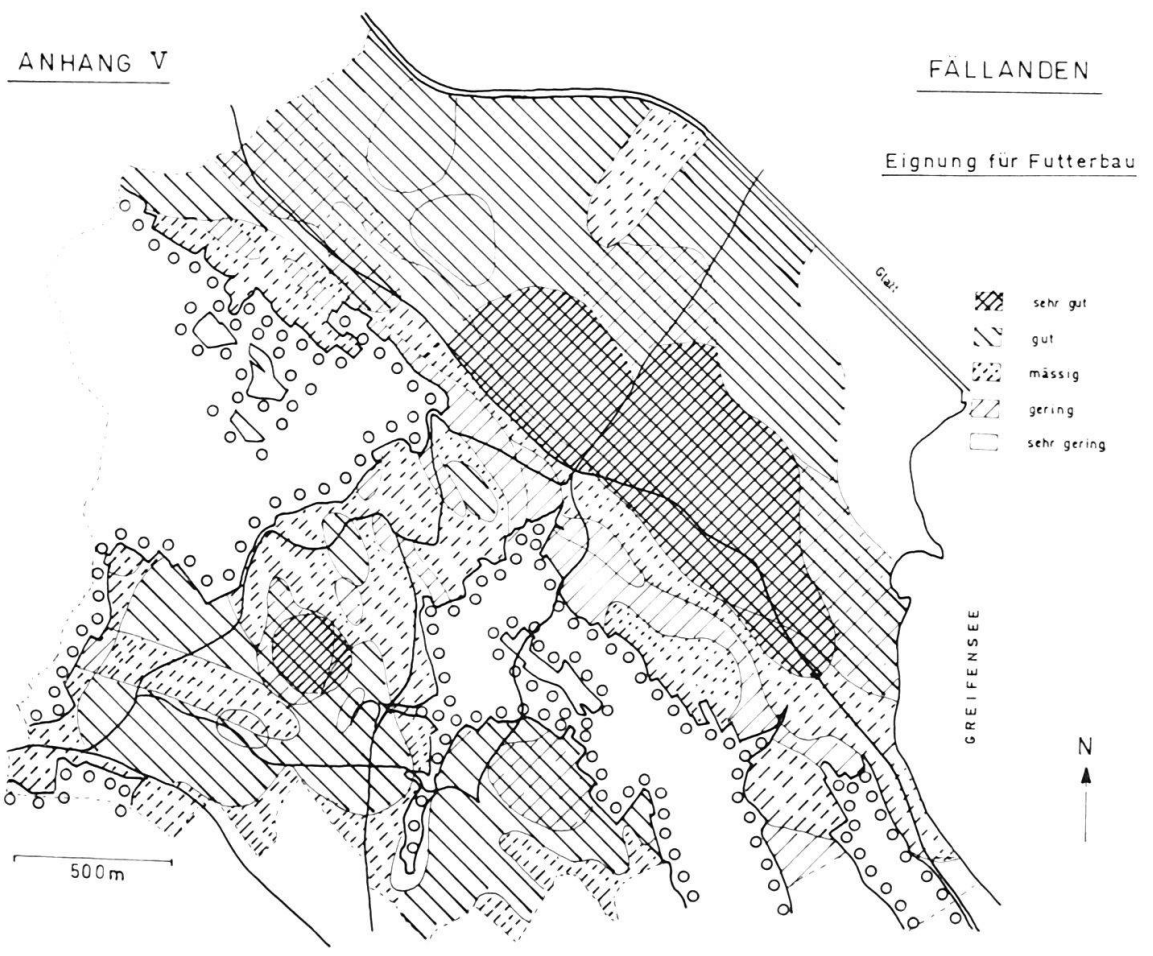 ANHANG V
FÄLLANDEN
Eignung für Futterbau
Glatt
sehr gut
gut
mässig
gering
sehr gering
GREIFENSEE
N
500m